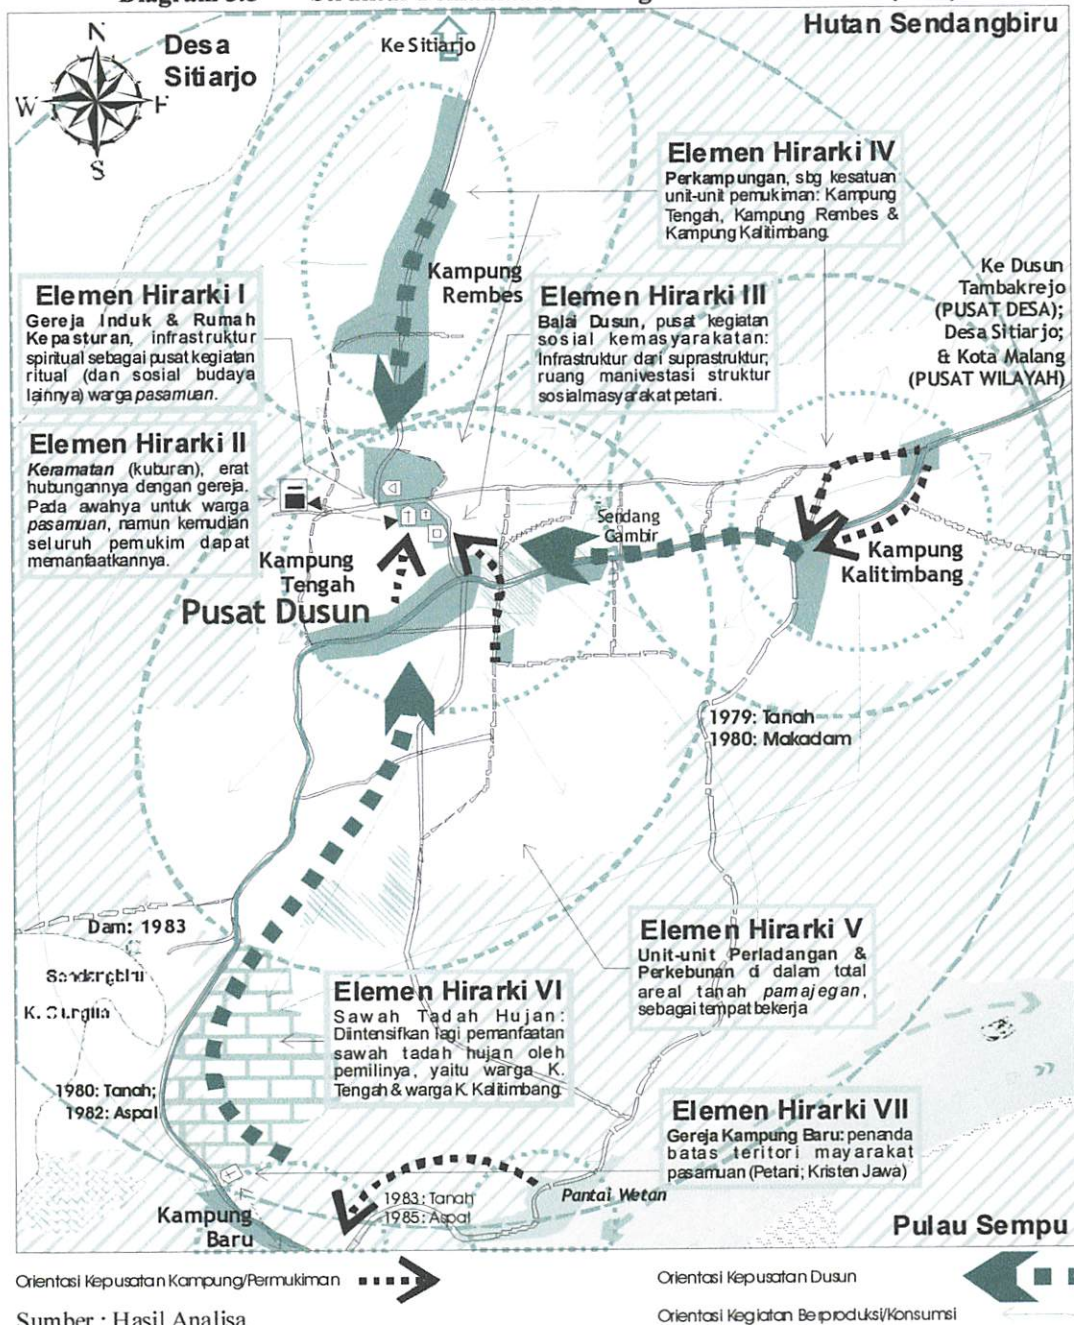 Hutan Sendangbiru
N
W
S
Desa
Sitiarjo
Ke Sitiarjo
Elemen Hirarki IV
Perkampungan, sbg kesatuan
unit-unit pemukiman: Kampung
Tengah, Kampung Rembes &
Kampung Kalitimbang.
Kampung
Rembes
Ke Dusun
Tambakrejo
(PUSAT DESA);
Desa Sitiarjo;
& Kota Malang
(PUSAT WILAYAH)
Elemen Hirarki I
Gereja Induk & Rumah
Kepasturan, infrastruktur
spiritual sebagai pusat kegiatan
ritual (dan sosial budaya
lainnya) warga pasamuan.
Elemen Hirarki III
Balai Dusun, pusat kegiatan
sosial kemasyarakatan:
Infrastruktur dari suprastruktur;
ruang manivestasi struktur
sosialmasyarakat petani.
Elemen Hirarki II
Keramatan (kuburan), erat
hubungannya dengan gereja.
Pada awalnya untuk warga
pasamuan, namun kemudian
seluruh pemukim dapat
memanfaatkannya.
Sendang
Gambir
Kampung
Tengah
Pusat Dusun
Kampung
Kalitimbang
1979: Tanah
1980: Makadam
Dam: 1983
Elemen Hirarki V
Unit-unit Perladangan &
Perkebunan di dalam total
areal tanah pamajegan,
sebagai tempat bekerja
Sendangbiru
Elemen Hirarki VI
Sawah Tadah Hujan:
Diintensifkan lagi pemanfaatan
sawah tadah hujan oleh
pemilinya, yaitu warga K.
Tengah & warga K. Kalitimbang.
1980: Tanah;
1982: Aspal
Elemen Hirarki VII
Gereja Kampung Baru: penanda
batas teritori mayarakat
pasamuan (Petani; Kristen Jawa)
1983: Tanah
1985: Aspal
Pantai Wetan
Kampung
Baru
Pulau Sempu
Orientasi Kepusatan Kampung/Permukiman
Orientasi Kepusatan Dusun
Orientasi Kegiatan Berproduksi/Konsumsi
Sumber : Hasil Analisa